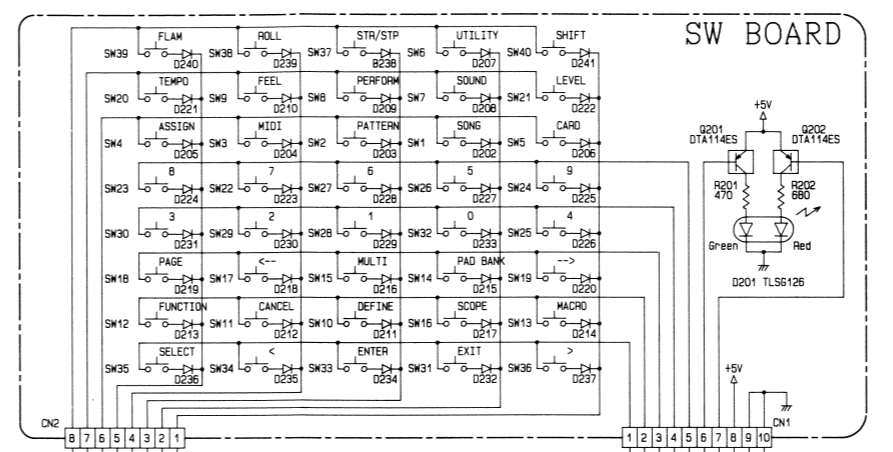 SW BOARD
FLAM ROLL STR/STP UTILITY SHIFT
SW39 SW38 SW37 SW6 SW40
D240 D239 B238 D207 D241
TEMPO FEEL PERFORM SOUND LEVEL
SW20 SW9 SW8 SW7 SW21
D221 D210 D209 D208 D222
ASSIGN MIDI PATTERN SONG CARD
SW4 SW3 SW2 SW1 SW5
D205 D204 D203 D202 D206
8 7 6 5 9
SW23 SW22 SW27 SW26 SW24
D224 D223 D228 D227 D225
3 2 1 0 4
SW30 SW29 SW28 SW32 SW25
D231 D230 D229 D233 D226
PAGE <-- MULTI PAD BANK -->
SW18 SW17 SW15 SW14 SW19
D219 D218 D216 D215 D220
FUNCTION CANCEL DEFINE SCOPE MACRO
SW12 SW11 SW10 SW16 SW13
D213 D212 D211 D217 D214
SELECT < ENTER EXIT >
SW35 SW34 SW33 SW31 SW36
D236 D235 D234 D232 D237
+5V
Q201 Q202
DTA114ES DTA114ES
R201 R202
470 680
Green Red
D201 TLSG126
+5V
CN2 CN1
8 7 6 5 4 3 2 1
1 2 3 4 5 6 7 8 9 10